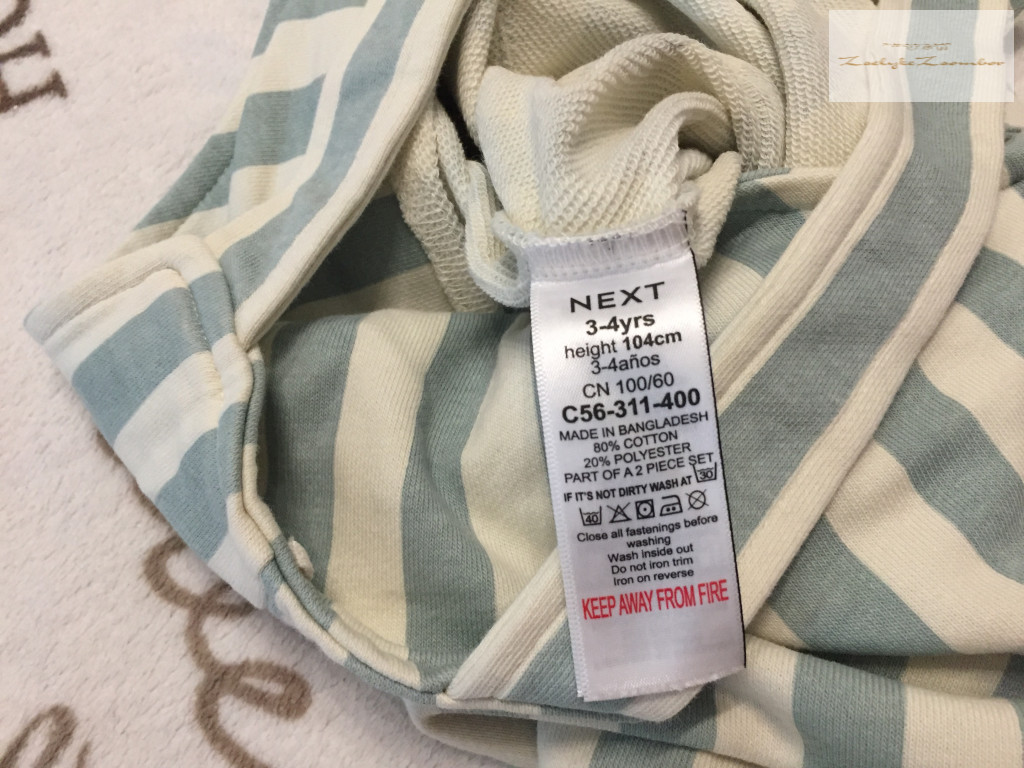 NEXT
3-4yrs
height 104cm
3-4años
CN 100/60
C56-311-400
MADE IN BANGLADESH
80% COTTON
20% POLYESTER
PART OF A 2 PIECE SET
IF IT'S NOT DIRTY WASH AT 30
40
Close all fastenings before
washing
Wash inside out
Do not iron trim
Iron on reverse
KEEP AWAY FROM FIRE